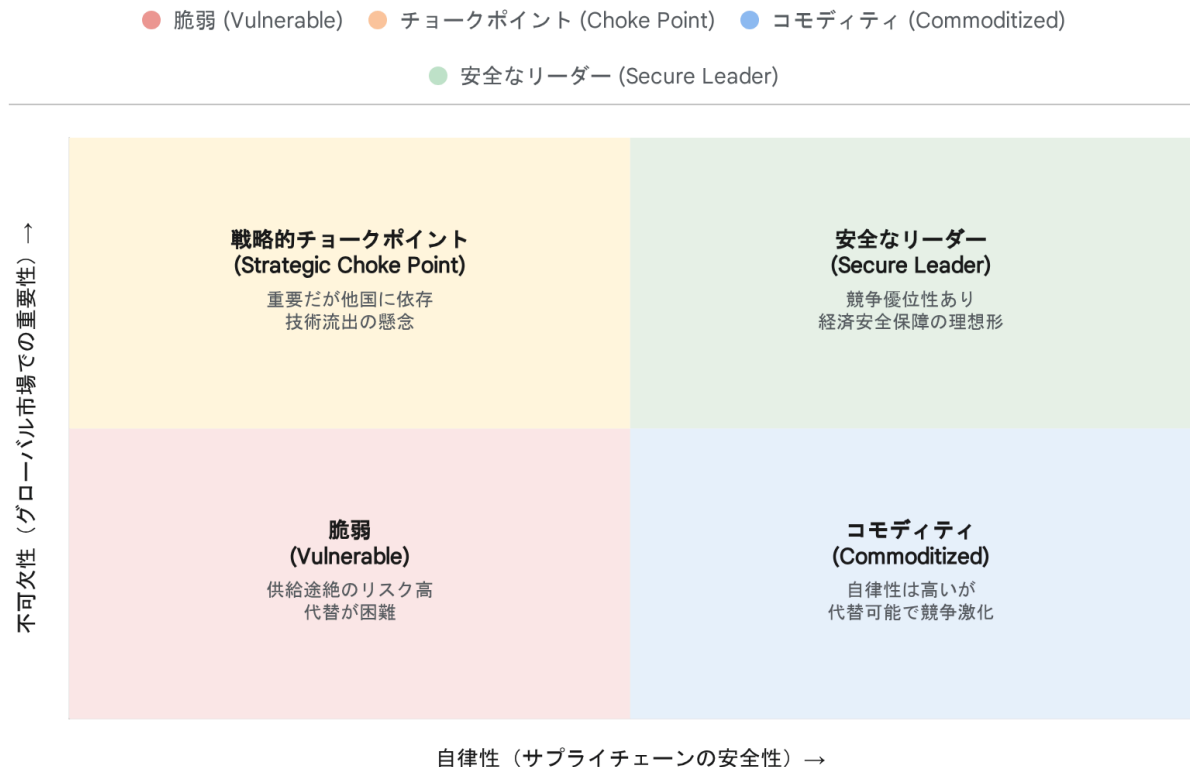 脆弱 (Vulnerable)
チョークポイント (Choke Point)
コモディティ (Commoditized)
安全なリーダー (Secure Leader)
不可欠性（グローバル市場での重要性）→
戦略的チョークポイント
(Strategic Choke Point)
重要だが他国に依存
技術流出の懸念
安全なリーダー
(Secure Leader)
競争優位性あり
経済安全保障の理想形
脆弱
(Vulnerable)
供給途絶のリスク高
代替が困難
コモディティ
(Commoditized)
自律性は高いが
代替可能で競争激化
自律性（サプライチェーンの安全性）→